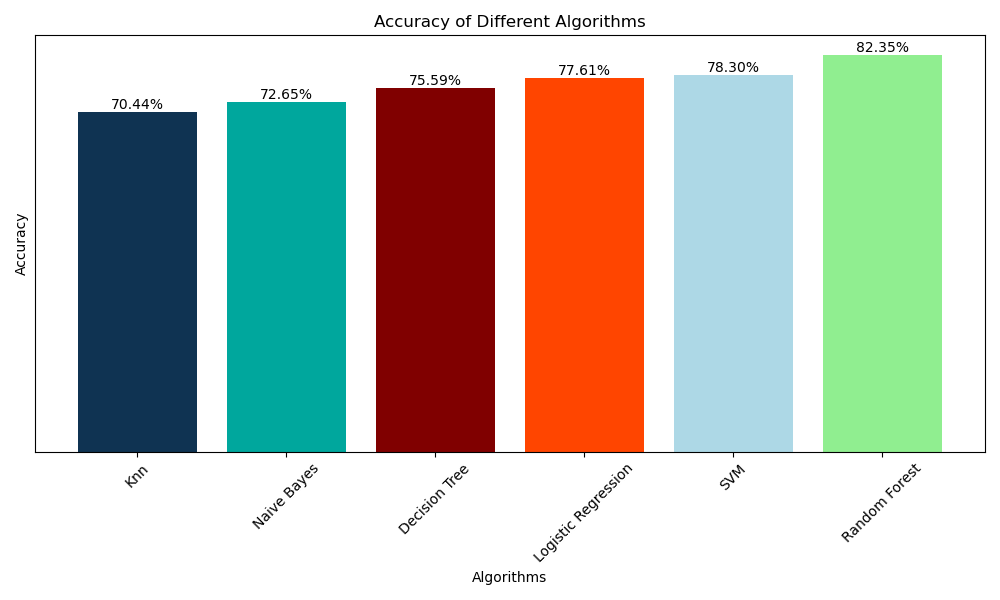 Accuracy of Different Algorithms
70.44%
72.65%
75.59%
77.61%
78.30%
82.35%
Accuracy
Knn
Naive Bayes
Decision Tree
Logistic Regression
SVM
Random Forest
Algorithms